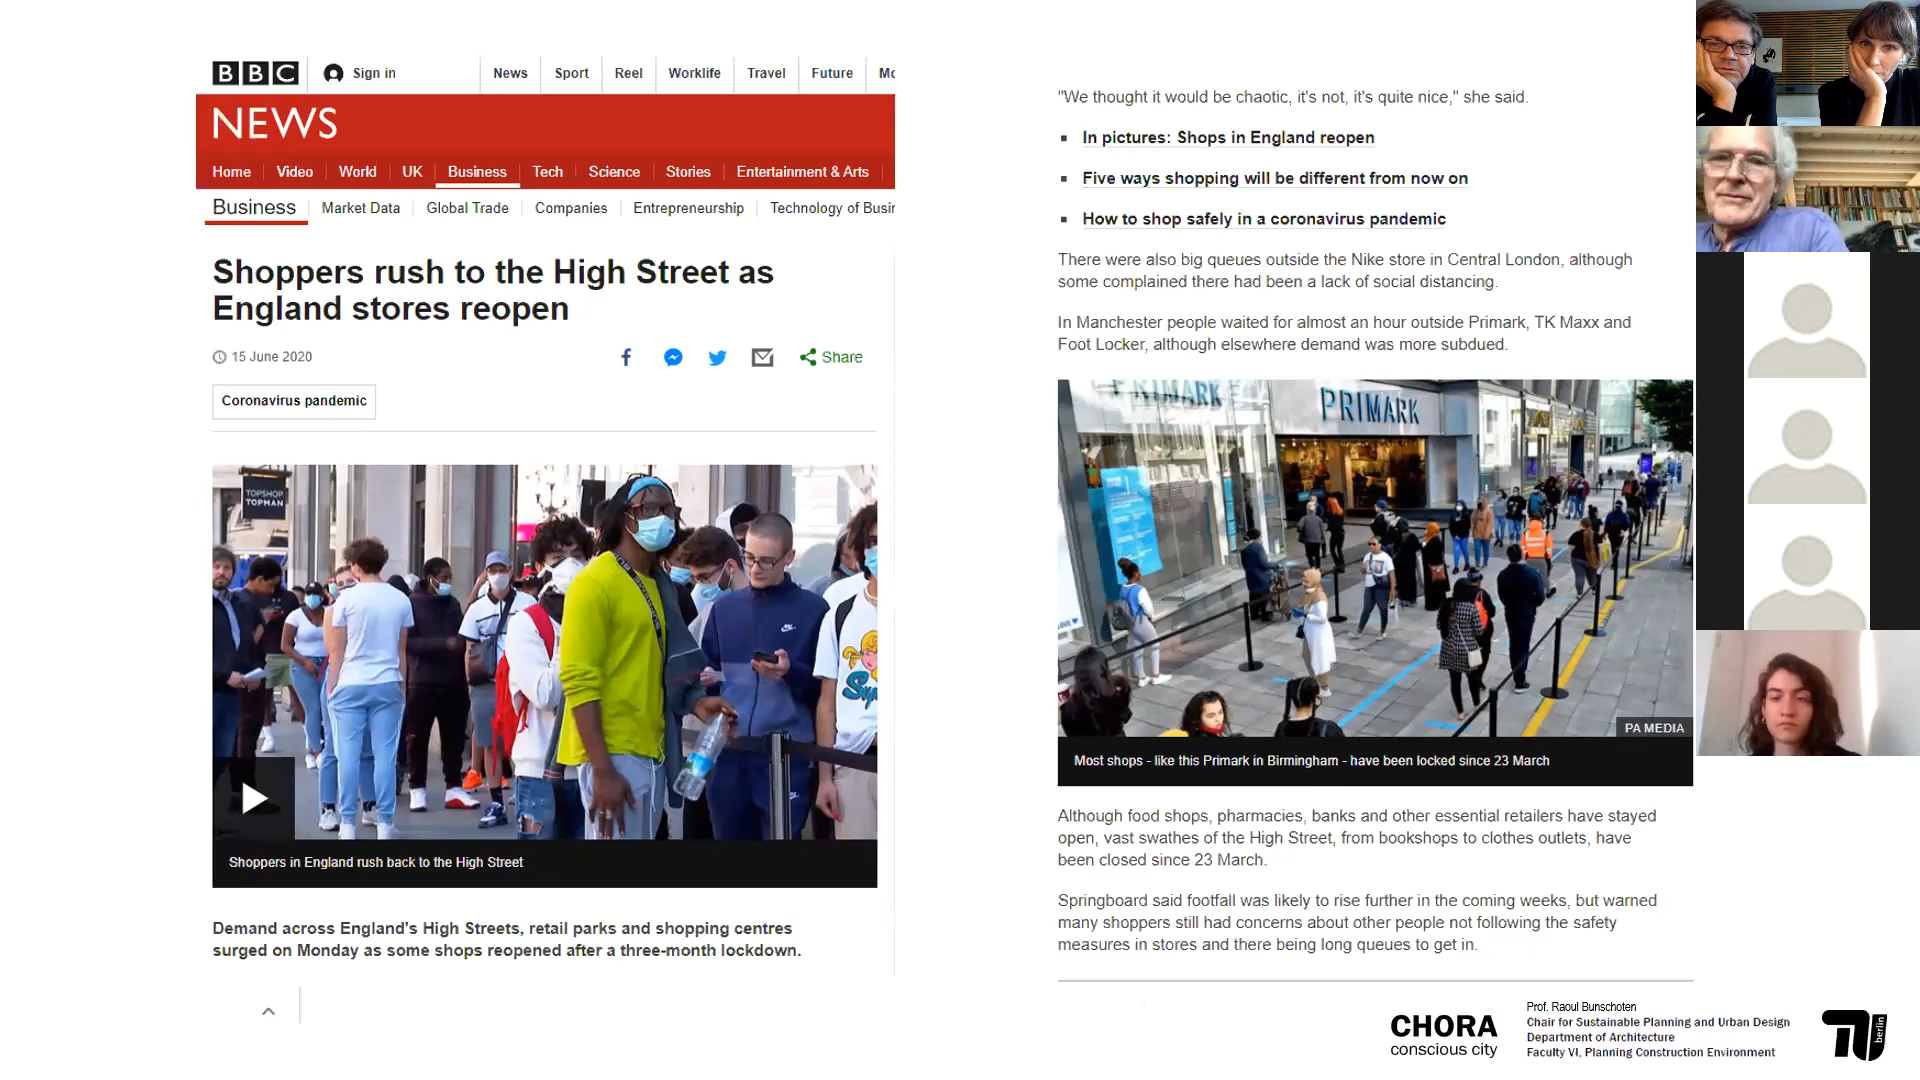 BBC
Sign in
News
Sport
Reel
Worklife
Travel
Future
NEWS
Home
Video
World
UK
Business
Tech
Science
Stories
Entertainment & Arts
Business
Market Data
Global Trade
Companies
Entrepreneurship
Technology of
Shoppers rush to the High Street as
England stores reopen
15 June 2020
Share
Coronavirus pandemic
TOPSHOP
TOPMAN
Shoppers in England rush back to the High Street
Demand across England's High Streets, retail parks and shopping centres
surged on Monday as some shops reopened after a three-month lockdown.
"We thought it would be chaotic, it's not, it's quite nice," she said.
In pictures: Shops in England reopen
Five ways shopping will be different from now on
How to shop safely in a coronavirus pandemic
There were also big queues outside the Nike store in Central London, although
some complained there had been a lack of social distancing.
In Manchester people waited for almost an hour outside Primark, TK Maxx and
Foot Locker, although elsewhere demand was more subdued.
PRIMARK
PRIMARK
PA MEDIA
Most shops - like this Primark in Birmingham - have been locked since 23 March
Although food shops, pharmacies, banks and other essential retailers have stayed
open, vast swathes of the High Street, from bookshops to clothes outlets, have
been closed since 23 March.
Springboard said footfall was likely to rise further in the coming weeks, but warned
many shoppers still had concerns about other people not following the safety
measures in stores and there being long queues to get in.
CHORA
conscious city
Prof. Raoul Bunschoten
Chair for Sustainable Planning and Urban Design
Department of Architecture
Faculty VI, Planning Construction Environment
berlin